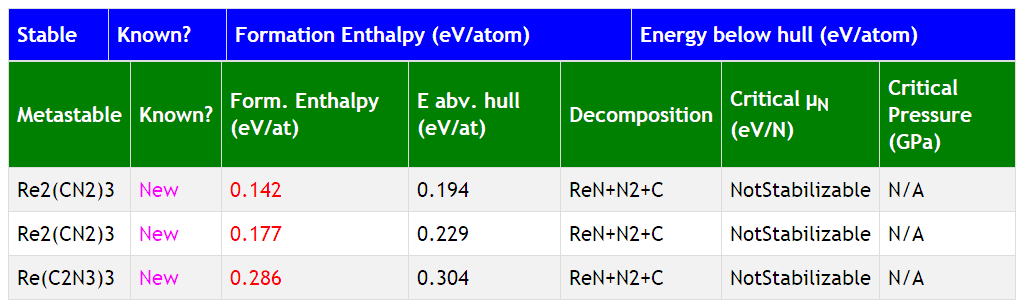 Stable Known? Formation Enthalpy (eV/atom) Energy below hull (eV/atom)
Metastable Known? Form. Enthalpy (eV/at) E abv. hull (eV/at) Decomposition Critical μN (eV/N) Critical Pressure (GPa)
Re2(CN2)3 New 0.142 0.194 ReN+N2+C NotStabilizable N/A
Re2(CN2)3 New 0.177 0.229 ReN+N2+C NotStabilizable N/A
Re(C2N3)3 New 0.286 0.304 ReN+N2+C NotStabilizable N/A